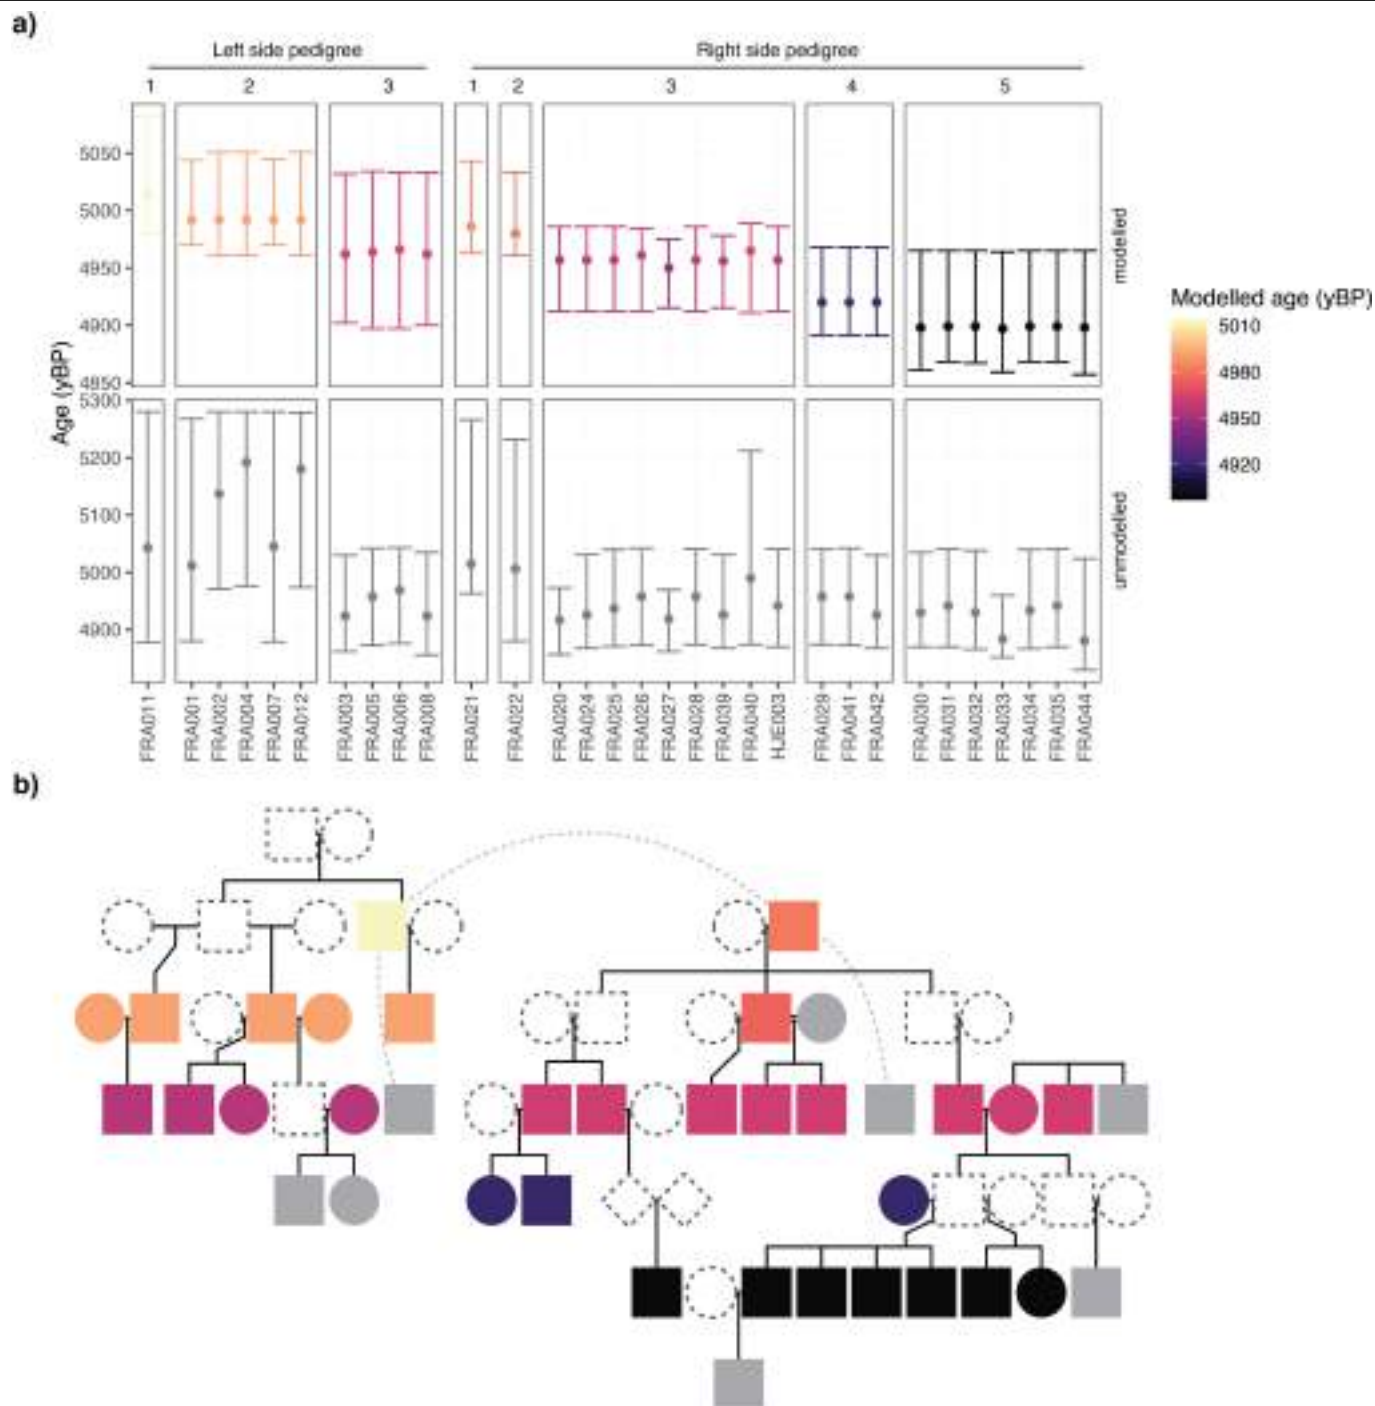 a)
Left side pedigree
Right side pedigree
1 2 3 1 2 3 4 5
5050
5000
4950
4900
4850
modelled
Age (yBP)
5300
5200
5100
5000
4900
unmodelled
FRA011
FRA001
FRA002
FRA004
FRA007
FRA012
FRA003
FRA005
FRA006
FRA008
FRA021
FRA022
FRA020
FRA024
FRA025
FRA026
FRA027
FRA028
FRA039
FRA040
HJE003
FRA029
FRA041
FRA042
FRA030
FRA031
FRA032
FRA033
FRA034
FRA035
FRA044
Modelled age (yBP)
5010
4980
4950
4920
b)